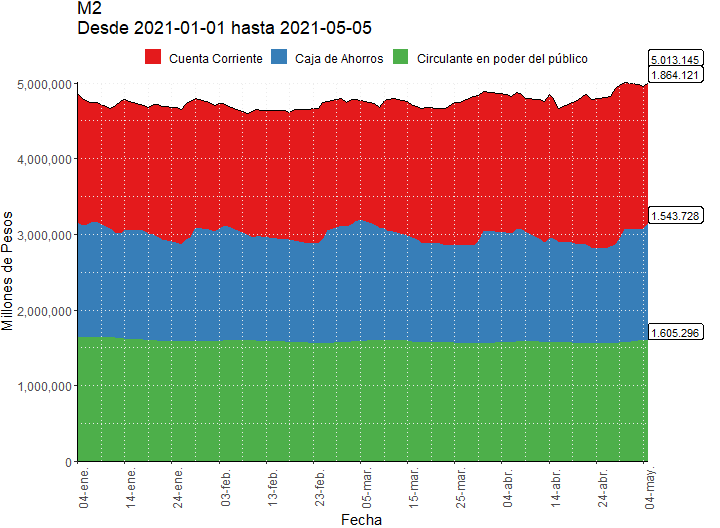 M2
Desde 2021-01-01 hasta 2021-05-05
Cuenta Corriente
Caja de Ahorros
Circulante en poder del público
5.013.145
1.864.121
1.543.728
1.605.296
Millones de Pesos
5,000,000
4,000,000
3,000,000
2,000,000
1,000,000
0
04-ene.
14-ene.
24-ene.
03-feb.
13-feb.
23-feb.
05-mar.
15-mar.
25-mar.
04-abr.
14-abr.
24-abr.
04-may.
Fecha